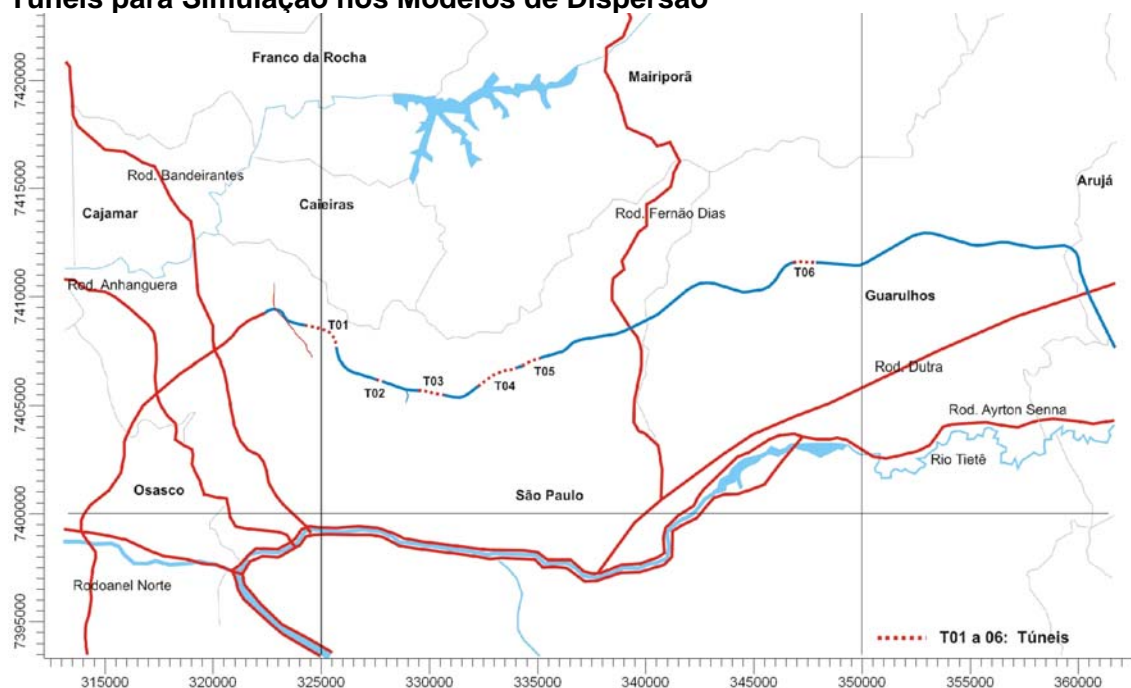 Túneis para Simulação nos Modelos de Dispersão
Franco da Rocha
Mairiporã
7420000
Rod. Bandeirantes
7415000
Cajamar
Caieiras
Arujá
Rod. Fernão Dias
Rod. Anhanguera
T06
7410000
Guarulhos
T01
T05
T04
T03
T02
Rod. Dutra
7405000
Rod. Ayrton Senna
Rio Tietê
Osasco
São Paulo
7400000
Rodoanel Norte
7395000
T01 a 06: Túneis
315000 320000 325000 330000 335000 340000 345000 350000 355000 360000